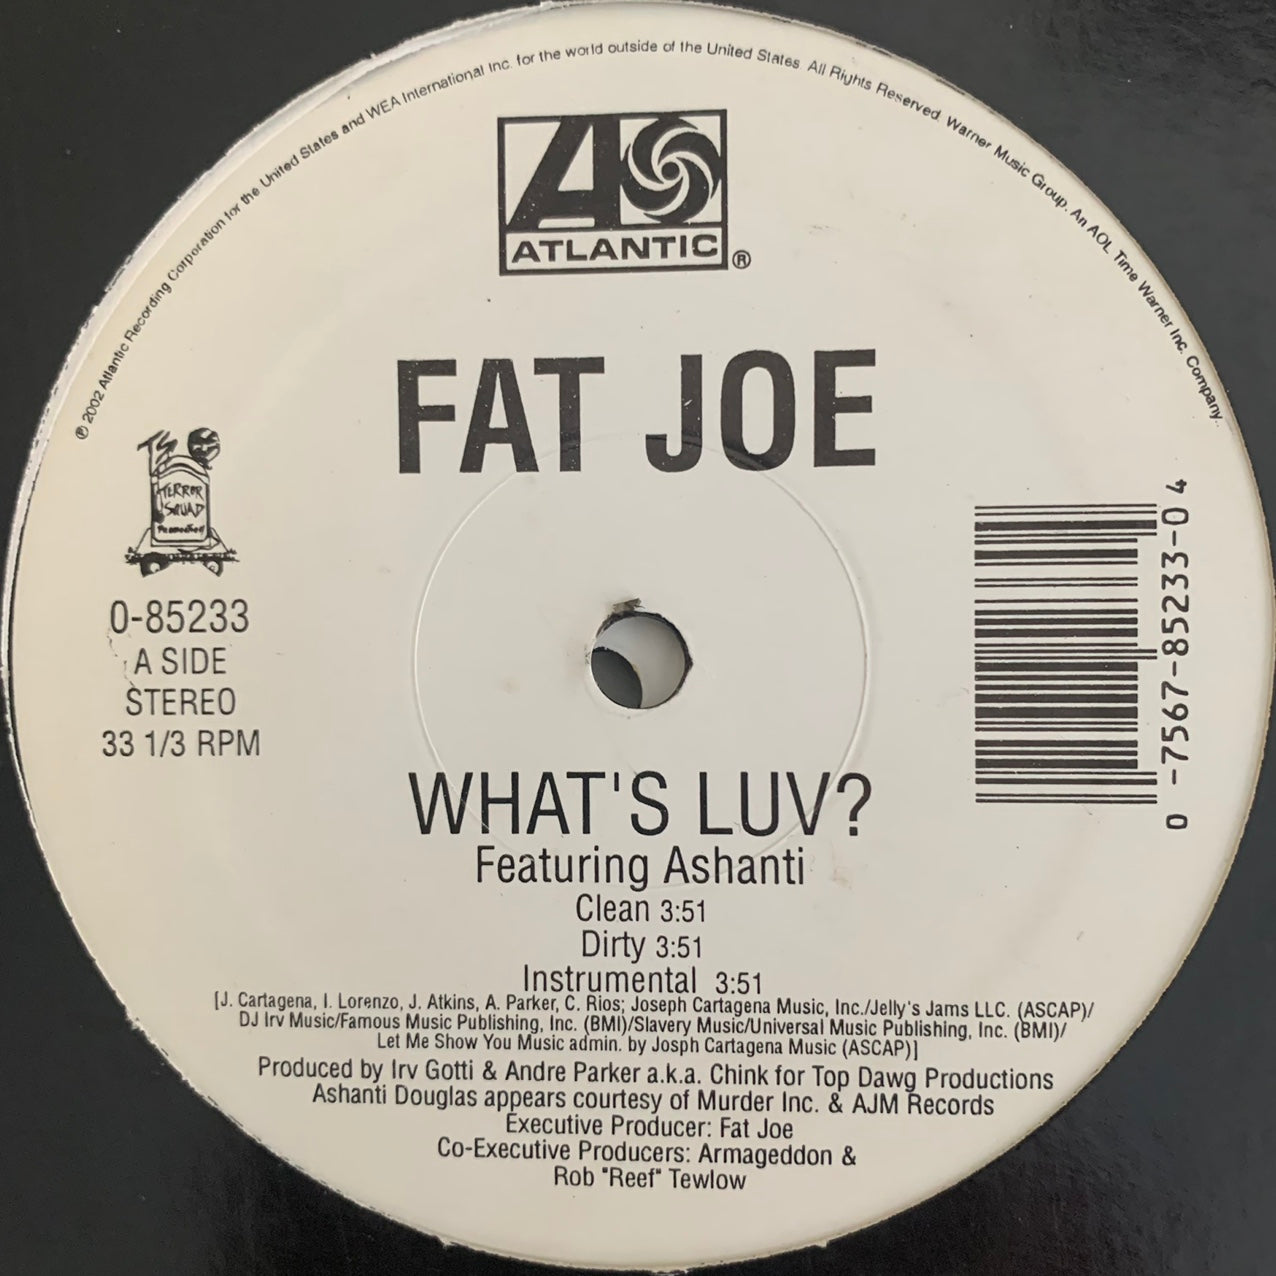 ℗ 2002 Atlantic Recording Corporation for the United States and WEA International Inc. for the world outside of the United States. All Rights Reserved. Warner Music Group. An AOL Time Warner Inc. Company.
ATLANTIC®
FAT JOE
TS
TERROR
SQUAD
PRODUCTIONS
0-85233
A SIDE
STEREO
33 1/3 RPM
0 -7567-85233-0 4
WHAT'S LUV?
Featuring Ashanti
Clean 3:51
Dirty 3:51
Instrumental 3:51
[J. Cartagena, I. Lorenzo, J. Atkins, A. Parker, C. Rios; Joseph Cartagena Music, Inc./Jelly's Jams LLC. (ASCAP)/
DJ Irv Music/Famous Music Publishing, Inc. (BMI)/Slavery Music/Universal Music Publishing, Inc. (BMI)/
Let Me Show You Music admin. by Josph Cartagena Music (ASCAP)]
Produced by Irv Gotti & Andre Parker a.k.a. Chink for Top Dawg Productions
Ashanti Douglas appears courtesy of Murder Inc. & AJM Records
Executive Producer: Fat Joe
Co-Executive Producers: Armageddon &
Rob "Reef" Tewlow